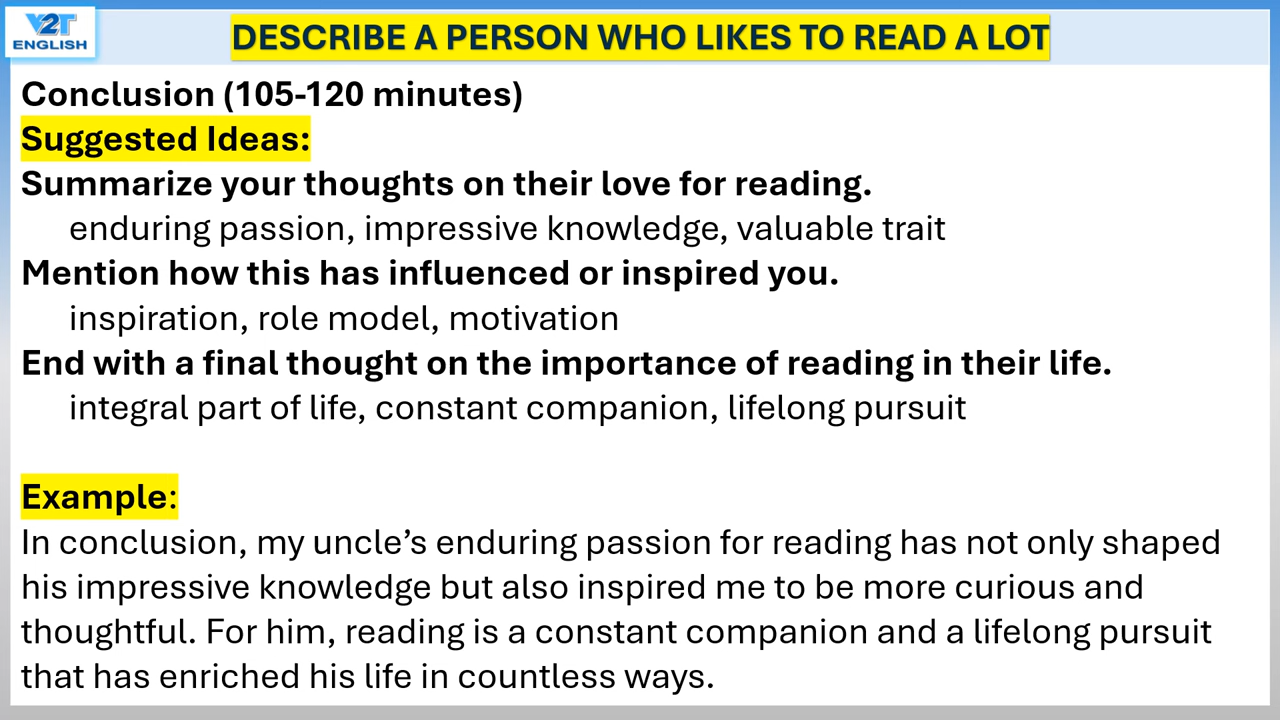 Y2T
ENGLISH
DESCRIBE A PERSON WHO LIKES TO READ A LOT
Conclusion (105-120 minutes)
Suggested Ideas:
Summarize your thoughts on their love for reading.
enduring passion, impressive knowledge, valuable trait
Mention how this has influenced or inspired you.
inspiration, role model, motivation
End with a final thought on the importance of reading in their life.
integral part of life, constant companion, lifelong pursuit
Example:
In conclusion, my uncle’s enduring passion for reading has not only shaped
his impressive knowledge but also inspired me to be more curious and
thoughtful. For him, reading is a constant companion and a lifelong pursuit
that has enriched his life in countless ways.